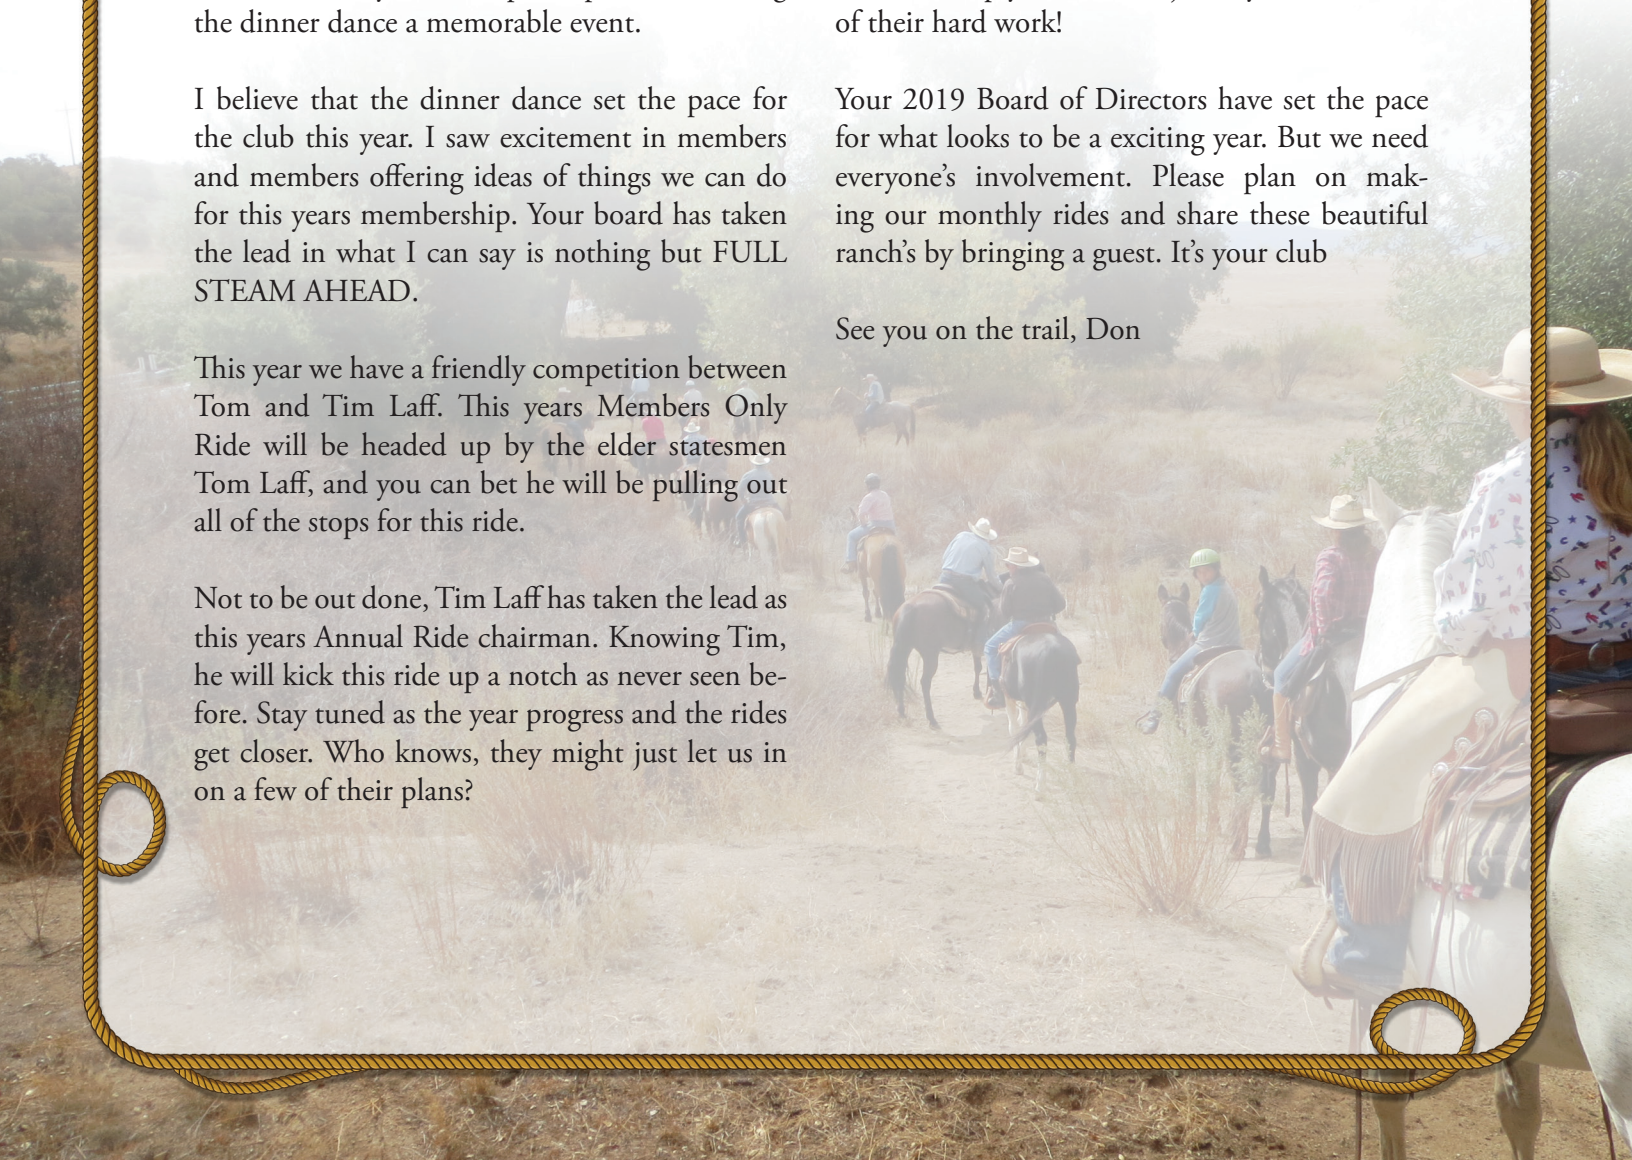 the dinner dance a memorable event.
I believe that the dinner dance set the pace for
the club this year. I saw excitement in members
and members offering ideas of things we can do
for this years membership. Your board has taken
the lead in what I can say is nothing but FULL
STEAM AHEAD.
This year we have a friendly competition between
Tom and Tim Laff. This years Members Only
Ride will be headed up by the elder statesmen
Tom Laff, and you can bet he will be pulling out
all of the stops for this ride.
Not to be out done, Tim Laff has taken the lead as
this years Annual Ride chairman. Knowing Tim,
he will kick this ride up a notch as never seen be-
fore. Stay tuned as the year progress and the rides
get closer. Who knows, they might just let us in
on a few of their plans?
of their hard work!
Your 2019 Board of Directors have set the pace
for what looks to be a exciting year. But we need
everyone’s involvement. Please plan on mak-
ing our monthly rides and share these beautiful
ranch’s by bringing a guest. It’s your club
See you on the trail, Don